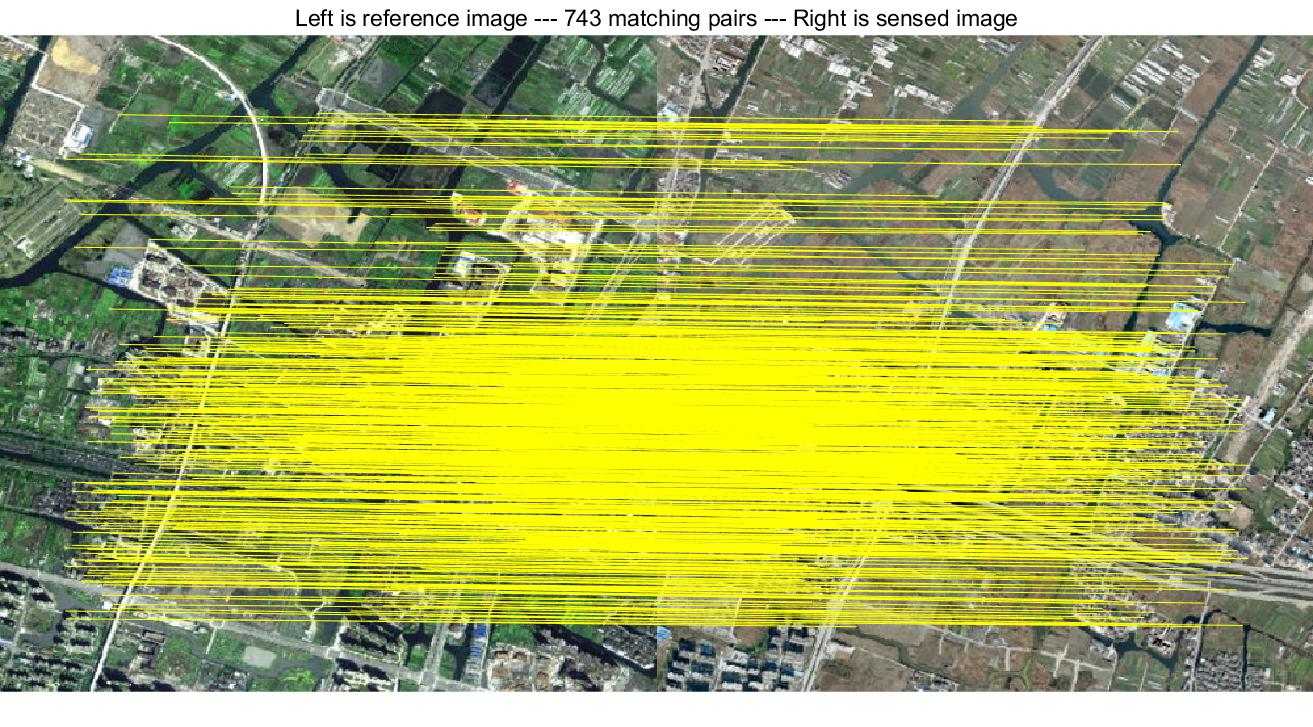 Left is reference image --- 743 matching pairs --- Right is sensed image